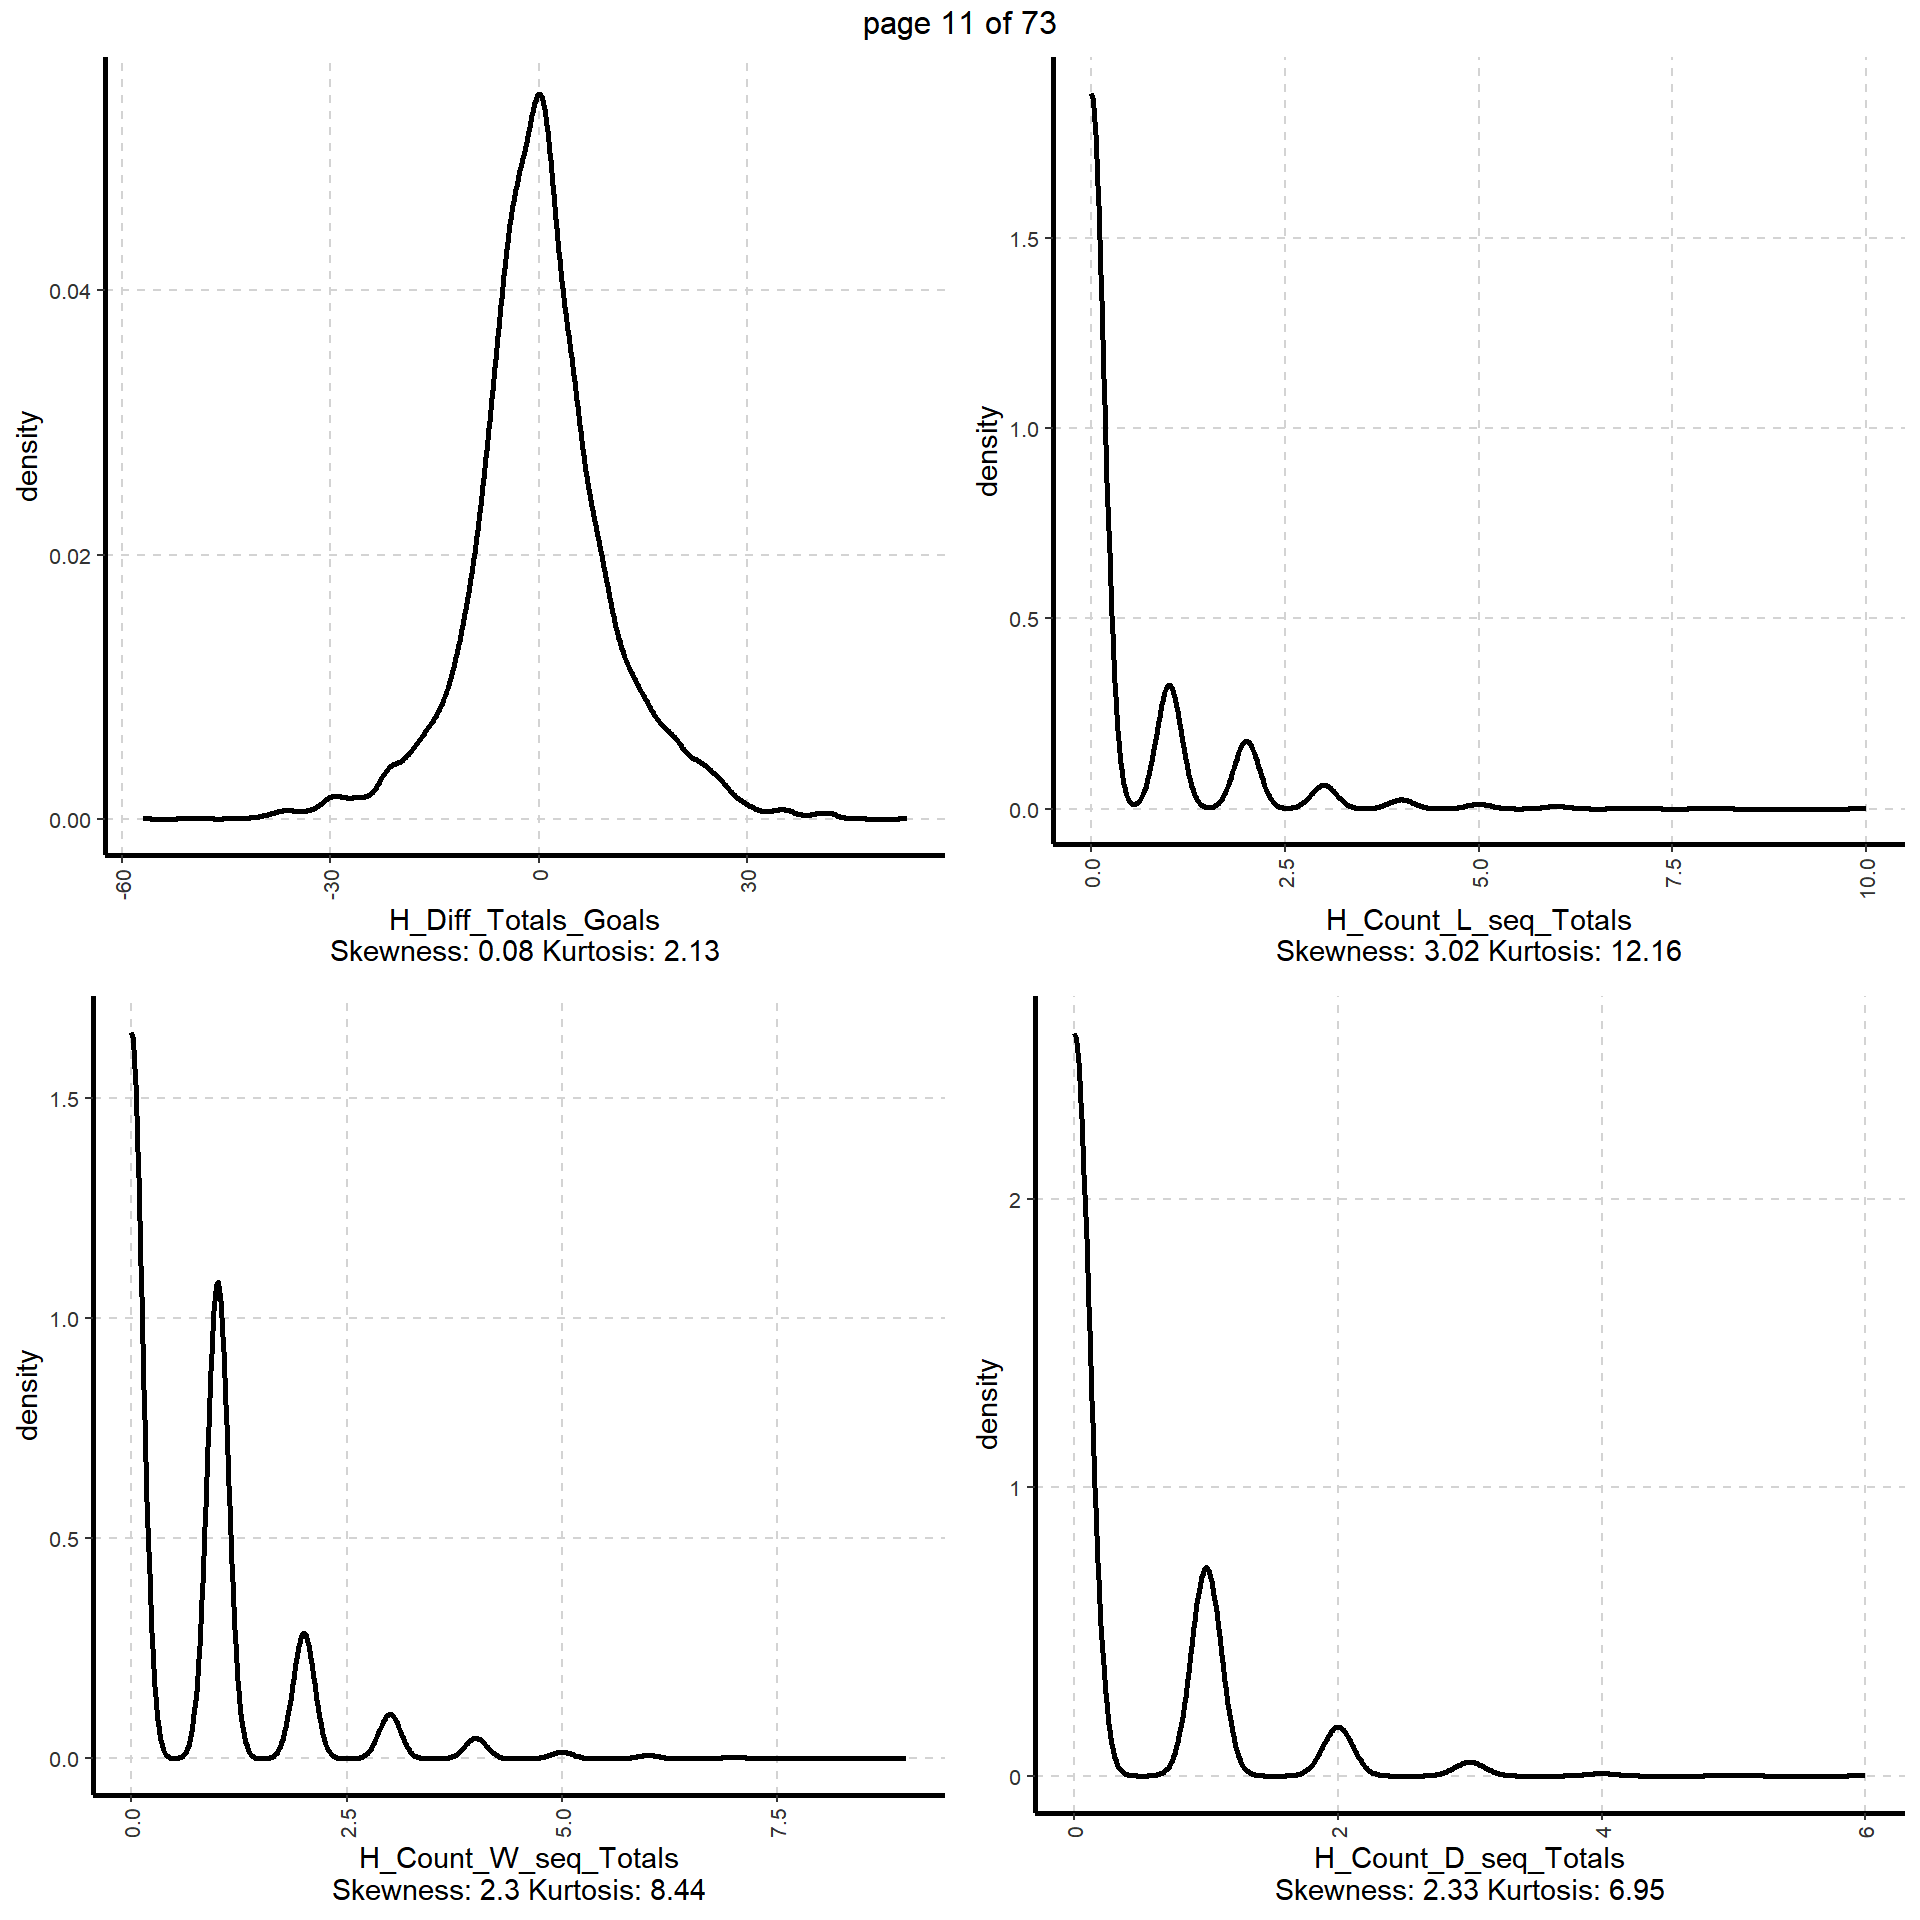 page 11 of 73
density
0.04
0.02
0.00
-60
-30
0
30
H_Diff_Totals_Goals
Skewness: 0.08 Kurtosis: 2.13
density
1.5
1.0
0.5
0.0
0.0
2.5
5.0
7.5
10.0
H_Count_L_seq_Totals
Skewness: 3.02 Kurtosis: 12.16
density
1.5
1.0
0.5
0.0
0.0
2.5
5.0
7.5
H_Count_W_seq_Totals
Skewness: 2.3 Kurtosis: 8.44
density
2
1
0
0
2
4
6
H_Count_D_seq_Totals
Skewness: 2.33 Kurtosis: 6.95